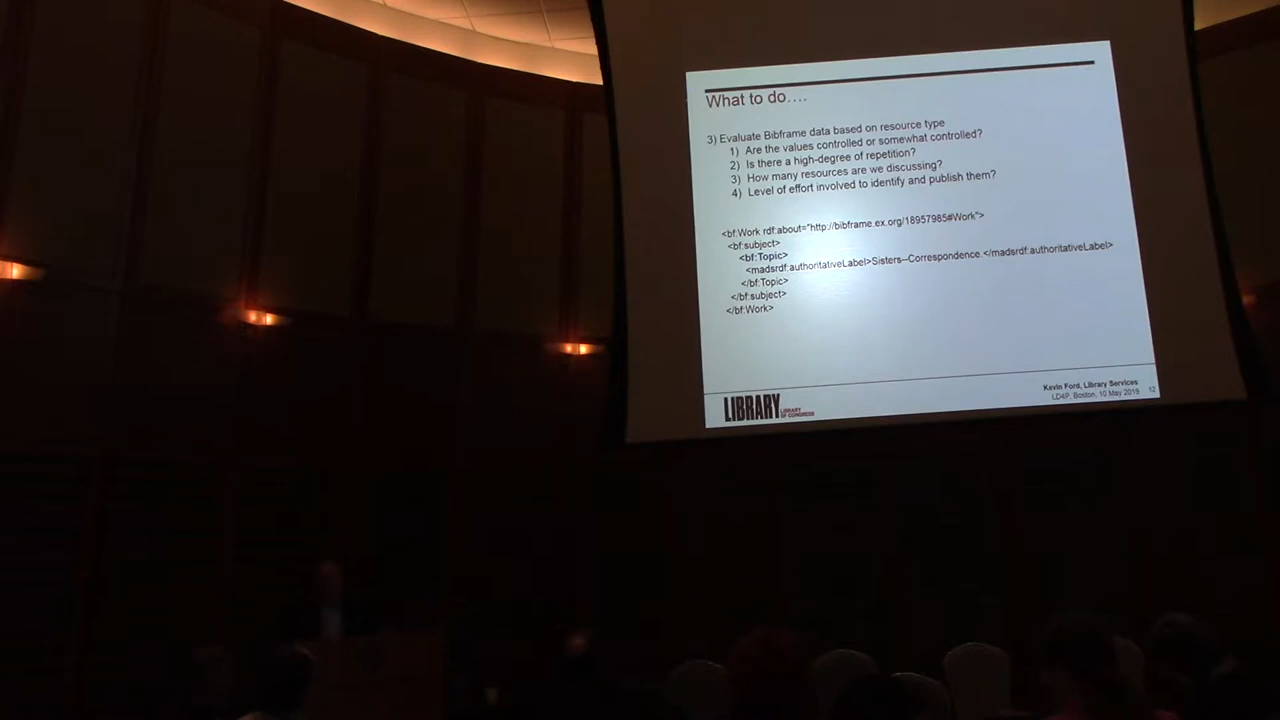 What to do....
3) Evaluate Bibframe data based on resource type
1) Are the values controlled or somewhat controlled?
2) Is there a high-degree of repetition?
3) How many resources are we discussing?
4) Level of effort involved to identify and publish them?
<bf:Work rdf:about="http://bibframe.ex.org/18957985#Work">
<bf:subject>
<bf:Topic>
<madsrdf:authoritativeLabel>Sisters--Correspondence.</madsrdf:authoritativeLabel>
</bf:Topic>
</bf:subject>
</bf:Work>
LIBRARY LIBRARY OF CONGRESS
Kevin Ford, Library Services
LD4P, Boston, 10 May 2019 12